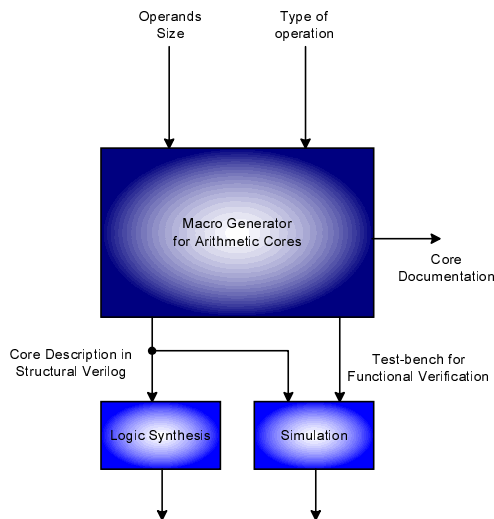 Operands
Size
Type of
operation
Macro Generator
for Arithmetic Cores
Core
Documentation
Core Description in
Structural Verilog
Test-bench for
Functional Verification
Logic Synthesis
Simulation